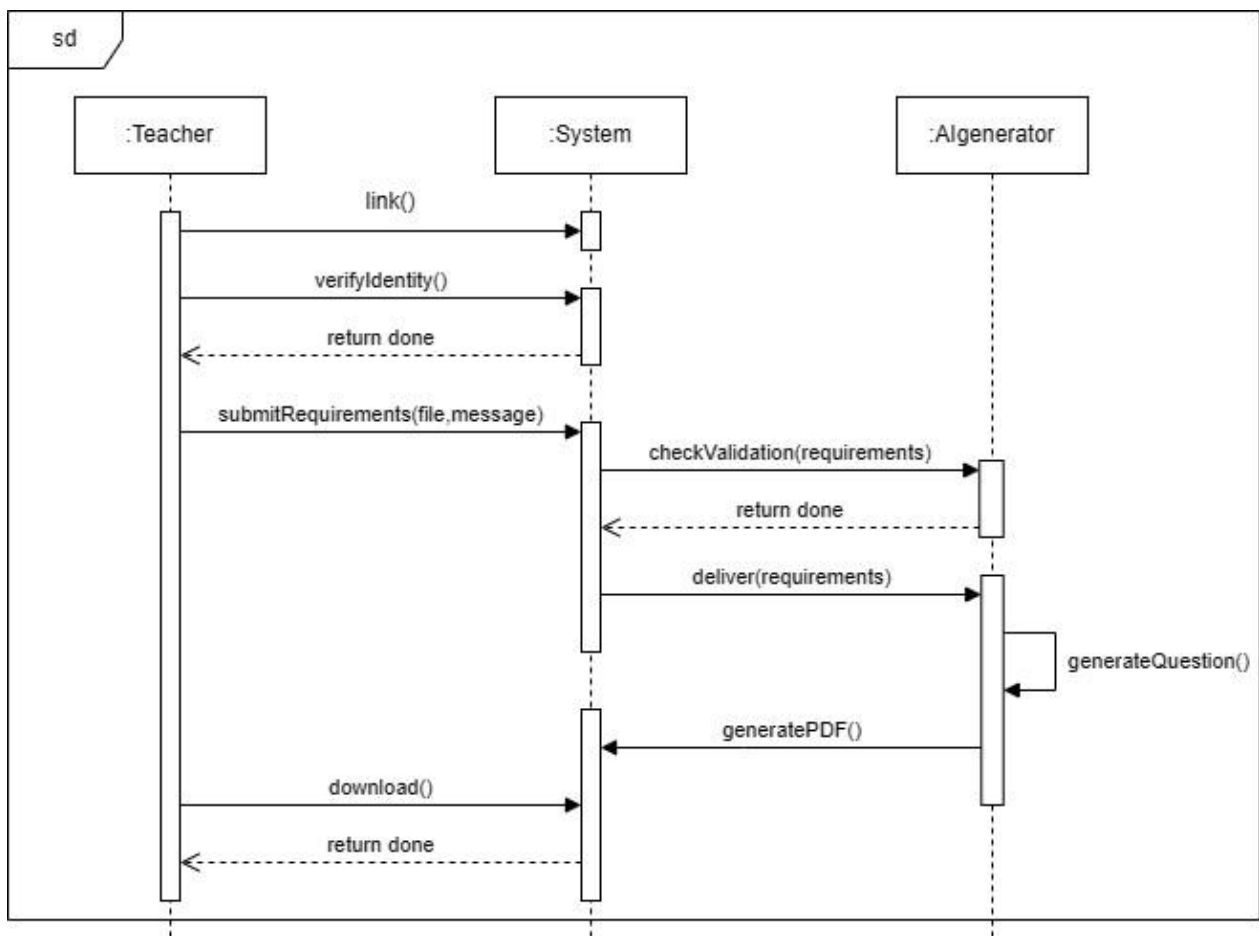 sd
:Teacher
:System
:AIgenerator
link()
verifyIdentity()
return done
submitRequirements(file,message)
checkValidation(requirements)
return done
deliver(requirements)
generateQuestion()
generatePDF()
download()
return done